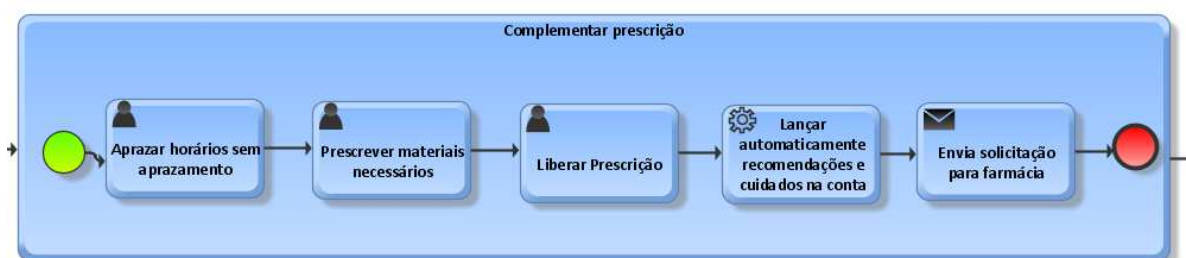 Complementar prescrição
Aprazar horários sem
aprazamento
Prescrever materiais
necessários
Liberar Prescrição
Lançar
automaticamente
recomendações e
cuidados na conta
Envia solicitação
para farmácia